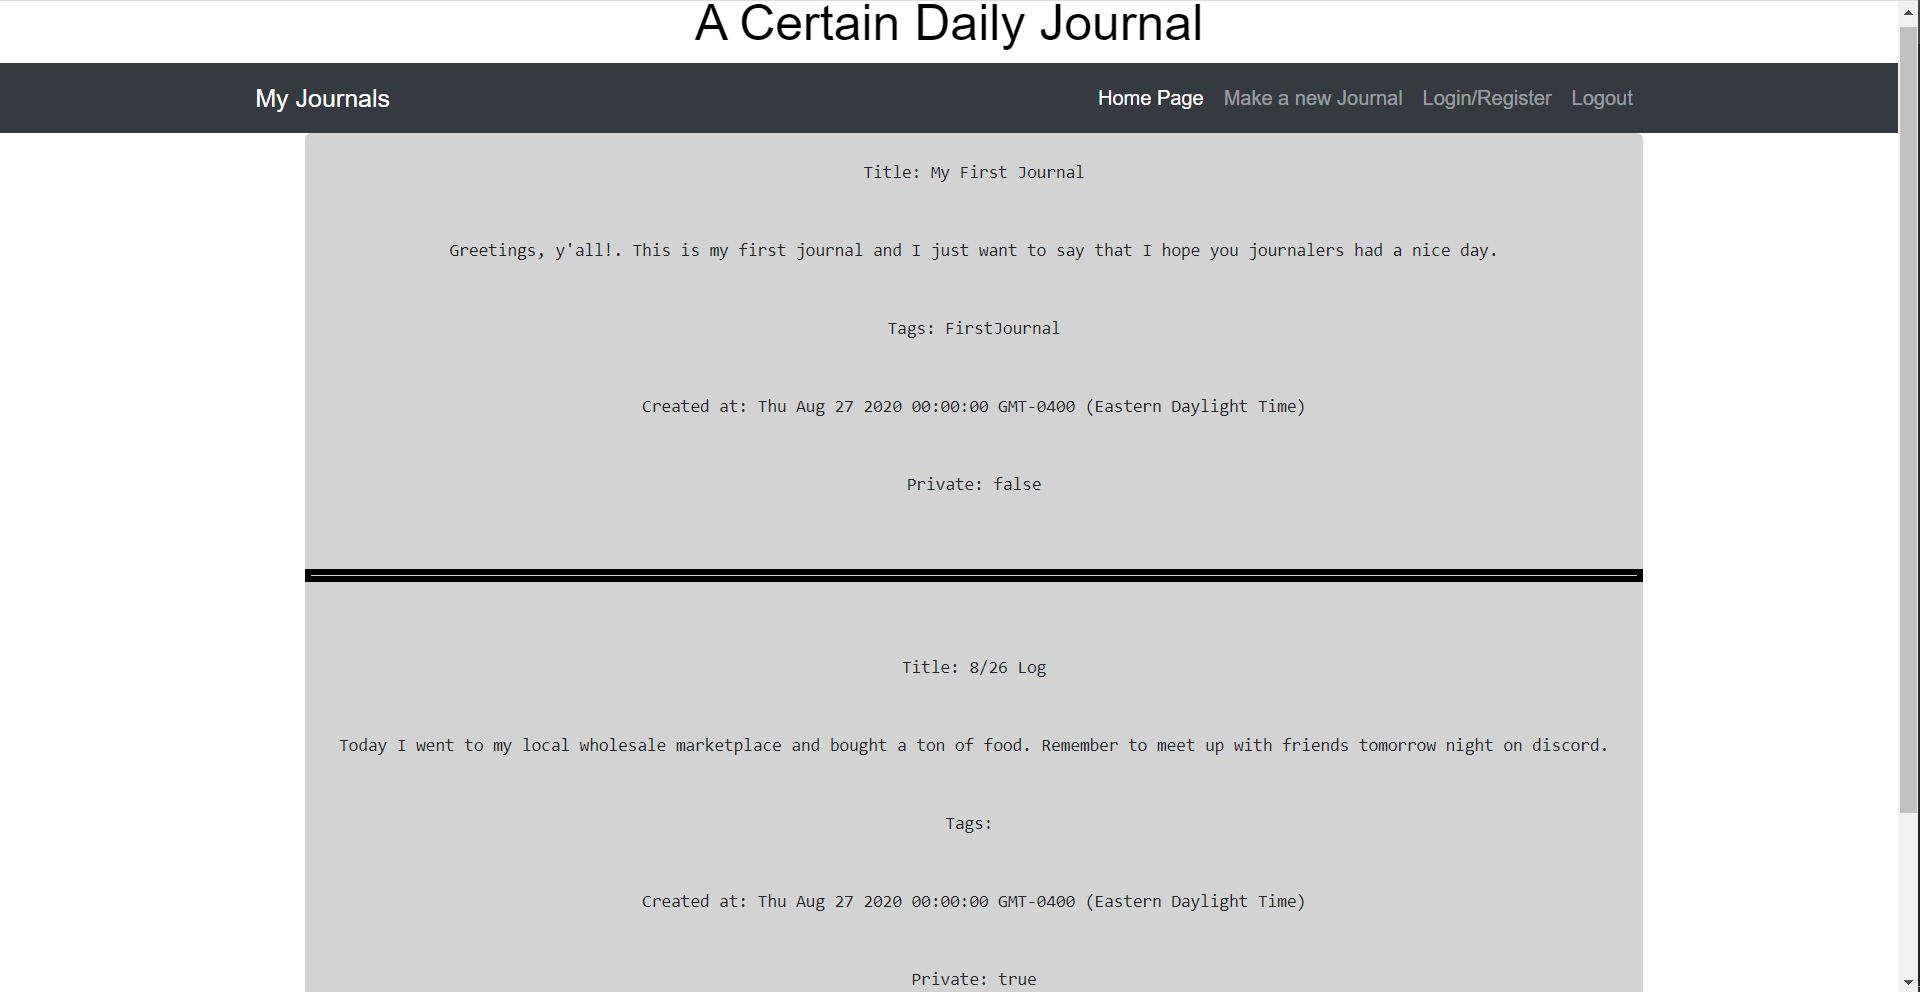 A Certain Daily Journal
My Journals
Home Page
Make a new Journal
Login/Register
Logout
Title: My First Journal
Greetings, y'all!. This is my first journal and I just want to say that I hope you journalers had a nice day.
Tags: FirstJournal
Created at: Thu Aug 27 2020 00:00:00 GMT-0400 (Eastern Daylight Time)
Private: false
Title: 8/26 Log
Today I went to my local wholesale marketplace and bought a ton of food. Remember to meet up with friends tomorrow night on discord.
Tags:
Created at: Thu Aug 27 2020 00:00:00 GMT-0400 (Eastern Daylight Time)
Private: true